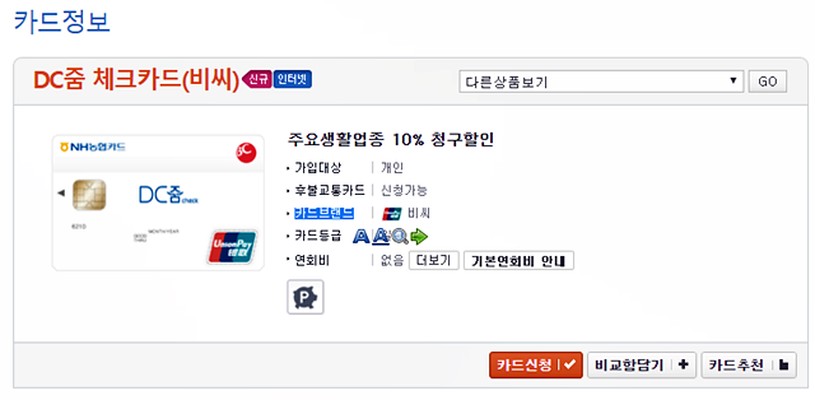 카드정보
DC줌 체크카드(비씨) 신규 인터넷
다른상품보기 ▼ GO
NH농협카드
DC줌 check
6210
MONTH/YEAR
GOOD THRU
UnionPay
银联
주요생활업종 10% 청구할인
· 가입대상 | 개인
· 후불교통카드 | 신청가능
· 카드브랜드 | 비씨
· 카드등급
· 연회비 | 없음 더보기 기본연회비 안내
P
카드신청 비교함담기 카드추천